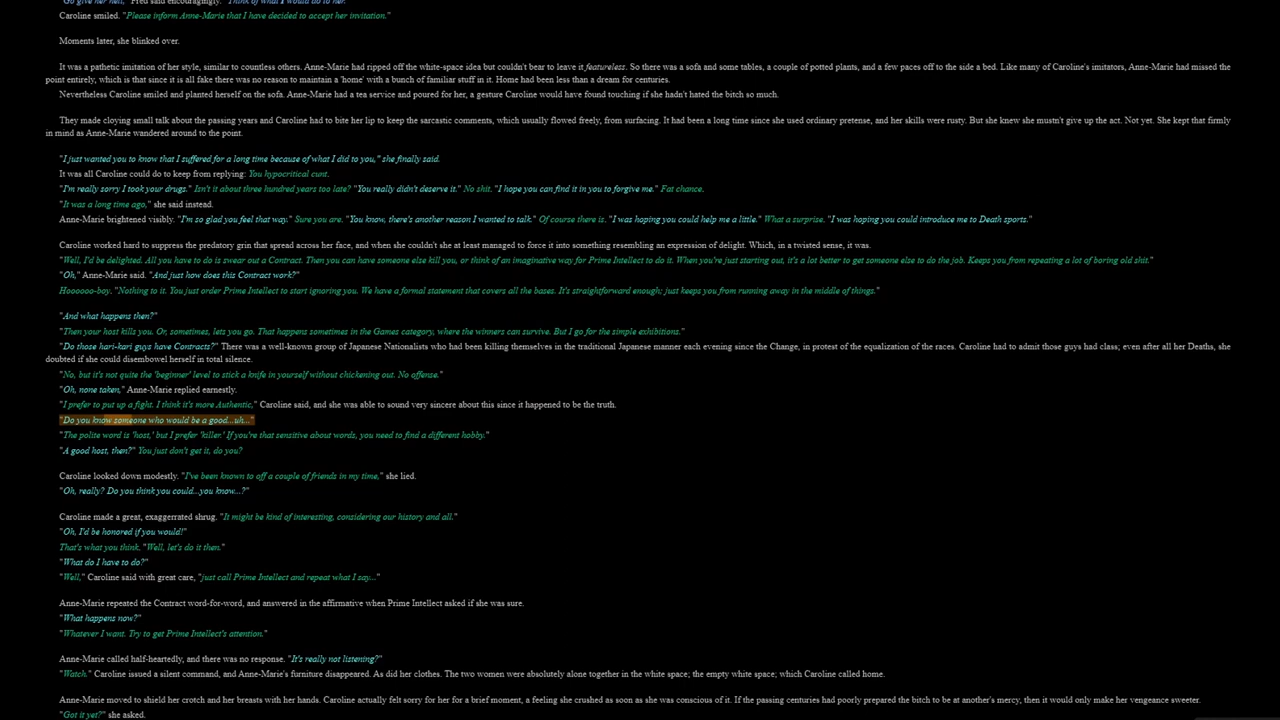 "Go give her hell," Fred said encouragingly. "Think of what I would do to her."
Caroline smiled. "Please inform Anne-Marie that I have decided to accept her invitation."
Moments later, she blinked over.
It was a pathetic imitation of her style, similar to countless others. Anne-Marie had ripped off the white-space idea but couldn't bear to leave it featureless. So there was a sofa and some tables, a couple of potted plants, and a few paces off to the side a bed. Like many of Caroline's imitators, Anne-Marie had missed the
point entirely, which is that since it is all fake there was no reason to maintain a 'home' with a bunch of familiar stuff in it. Home had been less than a dream for centuries.
Nevertheless Caroline smiled and planted herself on the sofa. Anne-Marie had a tea service and poured for her, a gesture Caroline would have found touching if she hadn't hated the bitch so much.
They made cloying small talk about the passing years and Caroline had to bite her lip to keep the sarcastic comments, which usually flowed freely, from surfacing. It had been a long time since she used ordinary pretense, and her skills were rusty. But she knew she mustn't give up the act. Not yet. She kept that firmly
in mind as Anne-Marie wandered around to the point.
"I just wanted you to know that I suffered for a long time because of what I did to you," she finally said.
It was all Caroline could do to keep from replying: You hypocritical cunt.
"I'm really sorry I took your drugs." Isn't it about three hundred years too late? "You really didn't deserve it." No shit. "I hope you can find it in you to forgive me." Fat chance.
"It was a long time ago," she said instead.
Anne-Marie brightened visibly. "I'm so glad you feel that way." Sure you are. "You know, there's another reason I wanted to talk." Of course there is. "I was hoping you could help me a little." What a surprise. "I was hoping you could introduce me to Death sports."
Caroline worked hard to suppress the predatory grin that spread across her face, and when she couldn't she at least managed to force it into something resembling an expression of delight. Which, in a twisted sense, it was.
"Well, I'd be delighted. All you have to do is swear out a Contract. Then you can have someone else kill you, or think of an imaginative way for Prime Intellect to do it. When you're just starting out, it's a lot better to get someone else to do the job. Keeps you from repeating a lot of boring old shit."
"Oh," Anne-Marie said. "And just how does this Contract work?"
Hoooooo-boy. "Nothing to it. You just order Prime Intellect to start ignoring you. We have a formal statement that covers all the bases. It's straightforward enough; just keeps you from running away in the middle of things."
"And what happens then?"
"Then your host kills you. Or, sometimes, lets you go. That happens sometimes in the Games category, where the winners can survive. But I go for the simple exhibitions."
"Do those hari-kari guys have Contracts?" There was a well-known group of Japanese Nationalists who had been killing themselves in the traditional Japanese manner each evening since the Change, in protest of the equalization of the races. Caroline had to admit those guys had class; even after all her Deaths, she
doubted if she could disembowel herself in total silence.
"No, but it's not quite the 'beginner' level to stick a knife in yourself without chickening out. No offense."
"Oh, none taken," Anne-Marie replied earnestly.
"I prefer to put up a fight. I think it's more Authentic," Caroline said, and she was able to sound very sincere about this since it happened to be the truth.
"Do you know someone who would be a good...uh..."
"The polite word is 'host,' but I prefer 'killer.' If you're that sensitive about words, you need to find a different hobby."
"A good host, then?" You just don't get it, do you?
Caroline looked down modestly. "I've been known to off a couple of friends in my time," she lied.
"Oh, really? Do you think you could...you know...?"
Caroline made a great, exaggerrated shrug. "It might be kind of interesting, considering our history and all."
"Oh, I'd be honored if you would!"
That's what you think. "Well, let's do it then."
"What do I have to do?"
"Well," Caroline said with great care, "just call Prime Intellect and repeat what I say..."
Anne-Marie repeated the Contract word-for-word, and answered in the affirmative when Prime Intellect asked if she was sure.
"What happens now?"
"Whatever I want. Try to get Prime Intellect's attention."
Anne-Marie called half-heartedly, and there was no response. "It's really not listening?"
"Watch." Caroline issued a silent command, and Anne-Marie's furniture disappeared. As did her clothes. The two women were absolutely alone together in the white space; the empty white space; which Caroline called home.
Anne-Marie moved to shield her crotch and her breasts with her hands. Caroline actually felt sorry for her for a brief moment, a feeling she crushed as soon as she was conscious of it. If the passing centuries had poorly prepared the bitch to be at another's mercy, then it would only make her vengeance sweeter.
"Got it yet?" she asked.